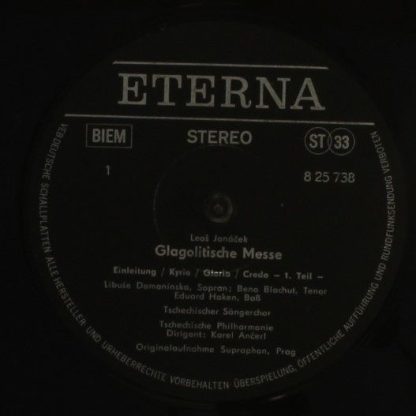 ETERNA
BIEM STEREO ST 33
1 8 25 738
Leoš Janáček
Glagolitische Messe
Einleitung / Kyrie / Gloria / Credo – 1. Teil –
Libuše Domanínska, Sopran; Beno Blachut, Tenor
Eduard Haken, Baß
Tschechischer Sängerchor
Tschechische Philharmonie
Dirigent: Karel Ančerl
Originalaufnahme Supraphon, Prag
VEB DEUTSCHE SCHALLPLATTEN ALLE HERSTELLER UND URHEBERRECHTE VORBEHALTEN ÜBERSPIELUNG, ÖFFENTLICHE AUFFÜHRUNG UND RUNDFUNKSENDUNG VERBOTEN